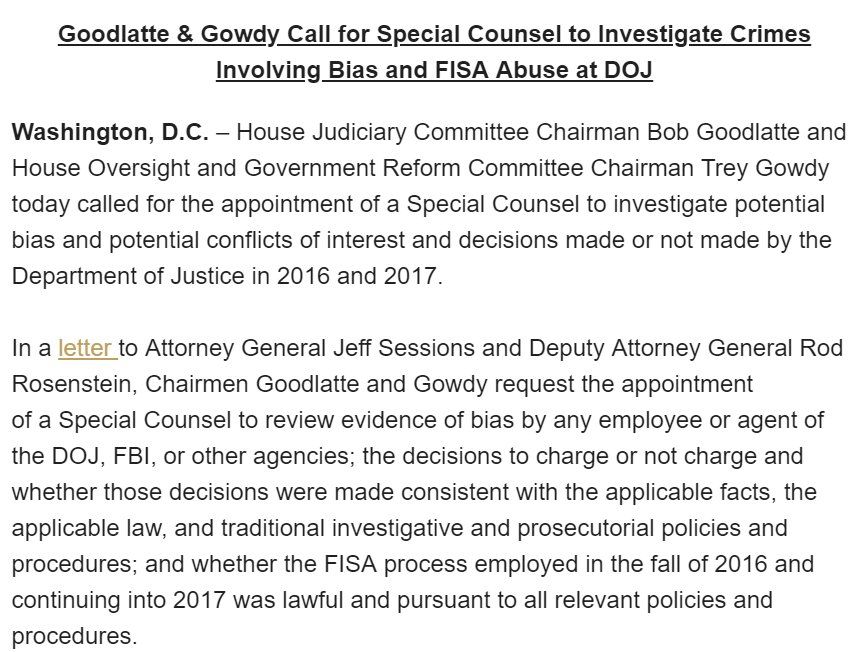 Goodlatte & Gowdy Call for Special Counsel to Investigate Crimes
Involving Bias and FISA Abuse at DOJ
Washington, D.C. – House Judiciary Committee Chairman Bob Goodlatte and
House Oversight and Government Reform Committee Chairman Trey Gowdy
today called for the appointment of a Special Counsel to investigate potential
bias and potential conflicts of interest and decisions made or not made by the
Department of Justice in 2016 and 2017.
In a letter to Attorney General Jeff Sessions and Deputy Attorney General Rod
Rosenstein, Chairmen Goodlatte and Gowdy request the appointment
of a Special Counsel to review evidence of bias by any employee or agent of
the DOJ, FBI, or other agencies; the decisions to charge or not charge and
whether those decisions were made consistent with the applicable facts, the
applicable law, and traditional investigative and prosecutorial policies and
procedures; and whether the FISA process employed in the fall of 2016 and
continuing into 2017 was lawful and pursuant to all relevant policies and
procedures.